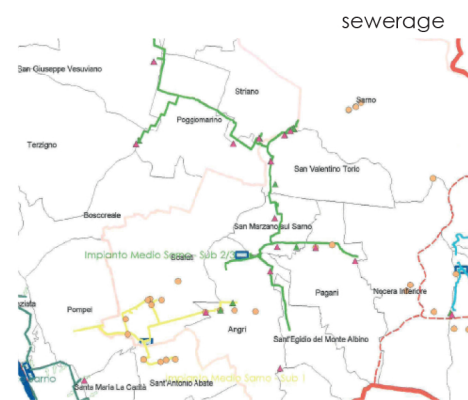 sewerage
San Giuseppe Vesuviano
Striano
Sarno
Poggiomarino
Terzigno
San Valentino Torio
Boscoreale
San Marzano sul Sarno
Impianto Medio Sarno - Sub 2/3
Scafati
Pagani
Nocera Inferiore
Pompei
Angri
Sant'Egidio del Monte Albino
Santa Maria La Carità
Sant'Antonio Abate
Impianto Medio Sarno - Sub 1